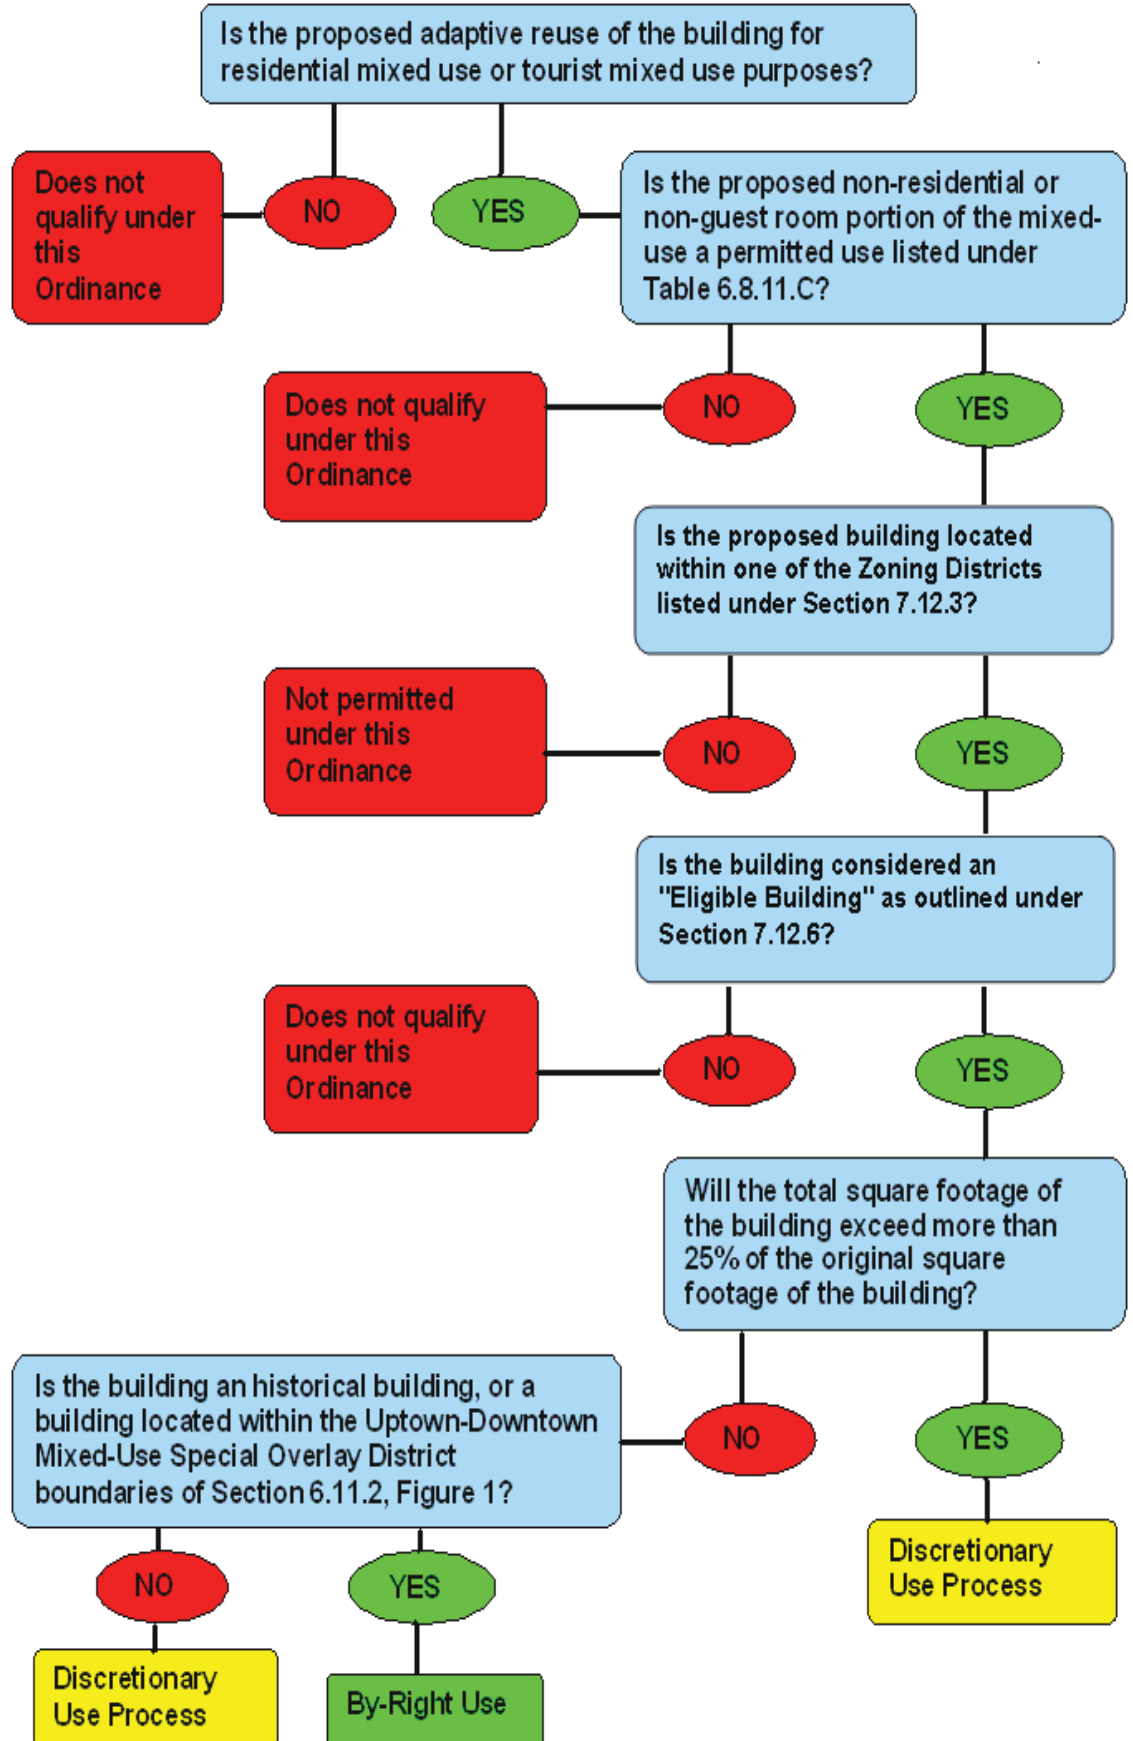 Is the proposed adaptive reuse of the building for
residential mixed use or tourist mixed use purposes?
Does not
qualify under
this
Ordinance
NO
YES
Is the proposed non-residential or
non-guest room portion of the mixed-
use a permitted use listed under
Table 6.8.11.C?
Does not qualify
under this
Ordinance
NO
YES
Is the proposed building located
within one of the Zoning Districts
listed under Section 7.12.3?
Not permitted
under this
Ordinance
NO
YES
Is the building considered an
"Eligible Building" as outlined under
Section 7.12.6?
Does not qualify
under this
Ordinance
NO
YES
Will the total square footage of
the building exceed more than
25% of the original square
footage of the building?
Is the building an historical building, or a
building located within the Uptown-Downtown
Mixed-Use Special Overlay District
boundaries of Section 6.11.2, Figure 1?
NO
YES
Discretionary
Use Process
NO
YES
Discretionary
Use Process
By-Right Use